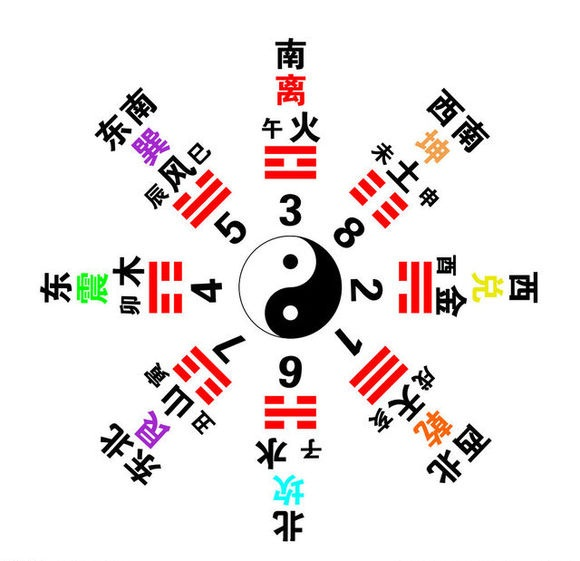 南
离
午 火
3
西南
坤
未 土 申
8
西
兑
酉 金
2
西北
乾
戌 天 亥
1
北
坎
子 水
6
东北
艮
丑 山 寅
7
东
震
卯 木
4
东南
巽
辰 风 巳
5